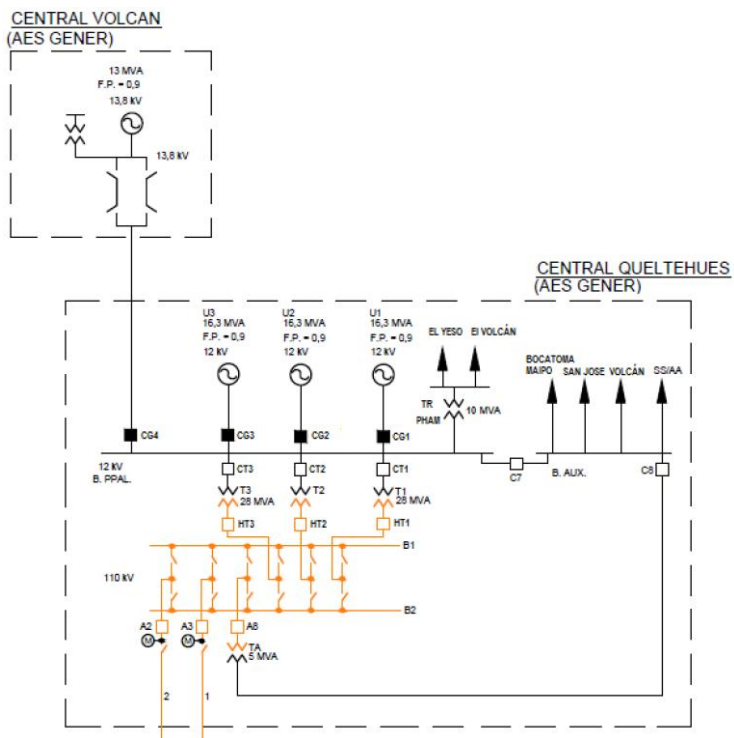 CENTRAL VOLCAN
(AES GENER)
13 MVA
F.P. = 0,9
13,8 kV
13,8 kV
CENTRAL QUELTEHUES
(AES GENER)
U3
16,3 MVA
F.P. = 0,9
12 kV
U2
16,3 MVA
F.P. = 0,9
12 kV
U1
16,3 MVA
F.P. = 0,9
12 kV
EL YESO
El VOLCÁN
BOCATOMA
MAIPO
SAN JOSE
VOLCÁN
SS/AA
TR
PHAM
10 MVA
CG4
CG3
CG2
CG1
12 kV
B. PPAL.
CT3
CT2
CT1
C7
B. AUX.
C8
T3
28 MVA
T2
T1
28 MVA
HT3
HT2
HT1
B1
110 kV
B2
A2
A3
A8
M
M
TA
5 MVA
2
1